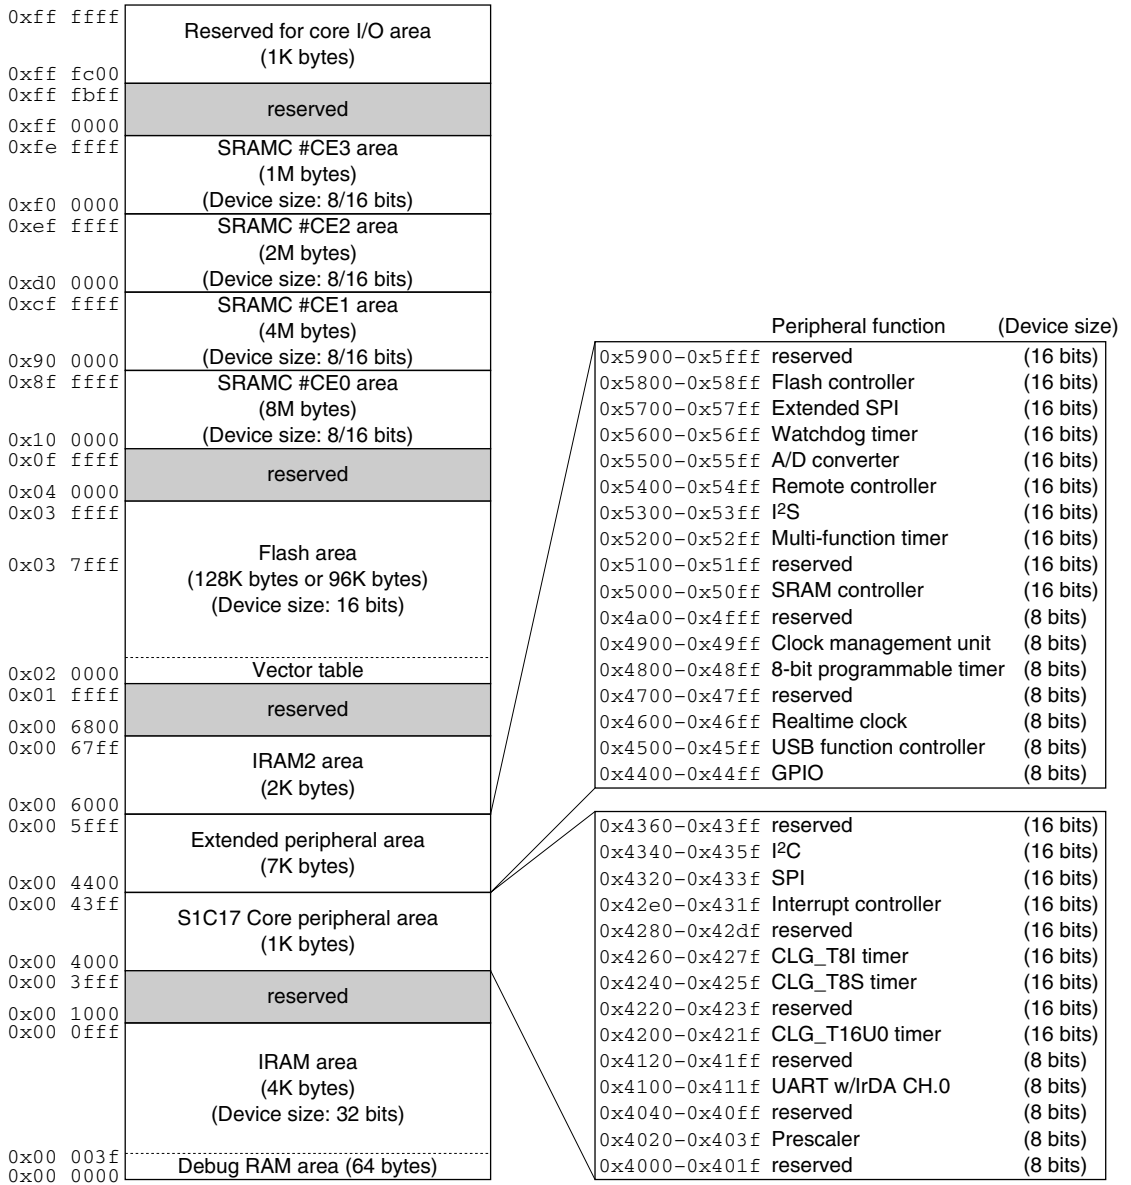 0xff ffff
Reserved for core I/O area
(1K bytes)
0xff fc00
0xff fbff
reserved
0xff 0000
0xfe ffff
SRAMC #CE3 area
(1M bytes)
(Device size: 8/16 bits)
0xf0 0000
0xef ffff
SRAMC #CE2 area
(2M bytes)
(Device size: 8/16 bits)
0xd0 0000
0xcf ffff
SRAMC #CE1 area
(4M bytes)
(Device size: 8/16 bits)
0x90 0000
0x8f ffff
SRAMC #CE0 area
(8M bytes)
(Device size: 8/16 bits)
0x10 0000
0x0f ffff
reserved
0x04 0000
0x03 ffff
Flash area
0x03 7fff
(128K bytes or 96K bytes)
(Device size: 16 bits)
Vector table
0x02 0000
0x01 ffff
reserved
0x00 6800
0x00 67ff
IRAM2 area
(2K bytes)
0x00 6000
0x00 5fff
Extended peripheral area
(7K bytes)
0x00 4400
0x00 43ff
S1C17 Core peripheral area
(1K bytes)
0x00 4000
0x00 3fff
reserved
0x00 1000
0x00 0fff
IRAM area
(4K bytes)
(Device size: 32 bits)
0x00 003f
Debug RAM area (64 bytes)
0x00 0000
Peripheral function (Device size)
0x5900–0x5fff reserved (16 bits)
0x5800–0x58ff Flash controller (16 bits)
0x5700–0x57ff Extended SPI (16 bits)
0x5600–0x56ff Watchdog timer (16 bits)
0x5500–0x55ff A/D converter (16 bits)
0x5400–0x54ff Remote controller (16 bits)
0x5300–0x53ff I2S (16 bits)
0x5200–0x52ff Multi-function timer (16 bits)
0x5100–0x51ff reserved (16 bits)
0x5000–0x50ff SRAM controller (16 bits)
0x4a00–0x4fff reserved (8 bits)
0x4900–0x49ff Clock management unit (8 bits)
0x4800–0x48ff 8-bit programmable timer (8 bits)
0x4700–0x47ff reserved (8 bits)
0x4600–0x46ff Realtime clock (8 bits)
0x4500–0x45ff USB function controller (8 bits)
0x4400–0x44ff GPIO (8 bits)
0x4360–0x43ff reserved (16 bits)
0x4340–0x435f I2C (16 bits)
0x4320–0x433f SPI (16 bits)
0x42e0–0x431f Interrupt controller (16 bits)
0x4280–0x42df reserved (16 bits)
0x4260–0x427f CLG_T8I timer (16 bits)
0x4240–0x425f CLG_T8S timer (16 bits)
0x4220–0x423f reserved (16 bits)
0x4200–0x421f CLG_T16U0 timer (16 bits)
0x4120–0x41ff reserved (8 bits)
0x4100–0x411f UART w/IrDA CH.0 (8 bits)
0x4040–0x40ff reserved (8 bits)
0x4020–0x403f Prescaler (8 bits)
0x4000–0x401f reserved (8 bits)